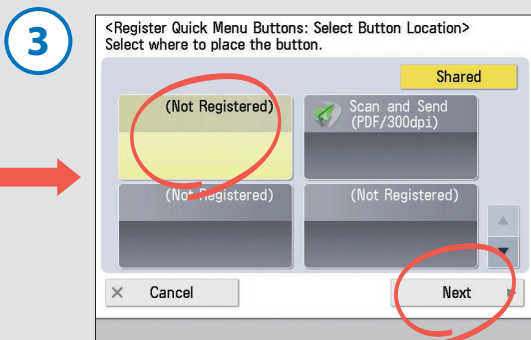 3
<Register Quick Menu Buttons: Select Button Location>
Select where to place the button.
Shared
(Not Registered)
Scan and Send
(PDF/300dpi)
(Not Registered)
(Not Registered)
Cancel
Next